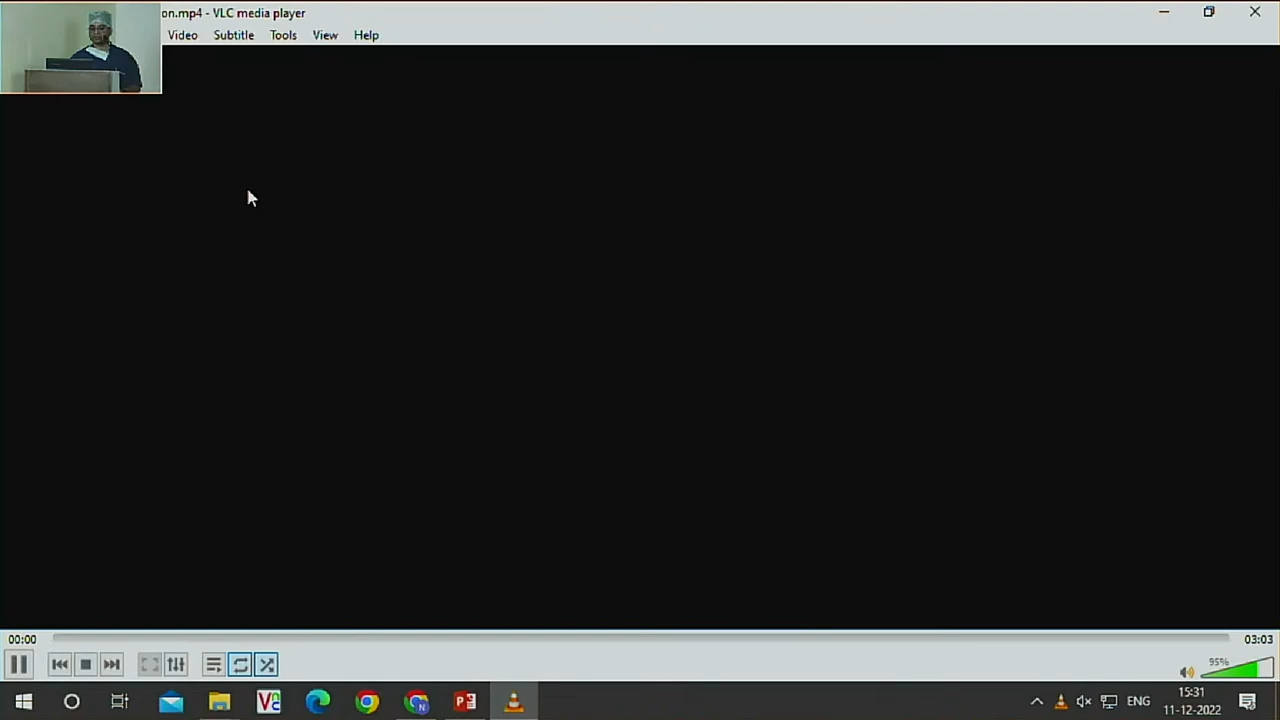 on.mp4 - VLC media player
Video Subtitle Tools View Help
00:00
03:03
95%
ENG
15:31
11-12-2022